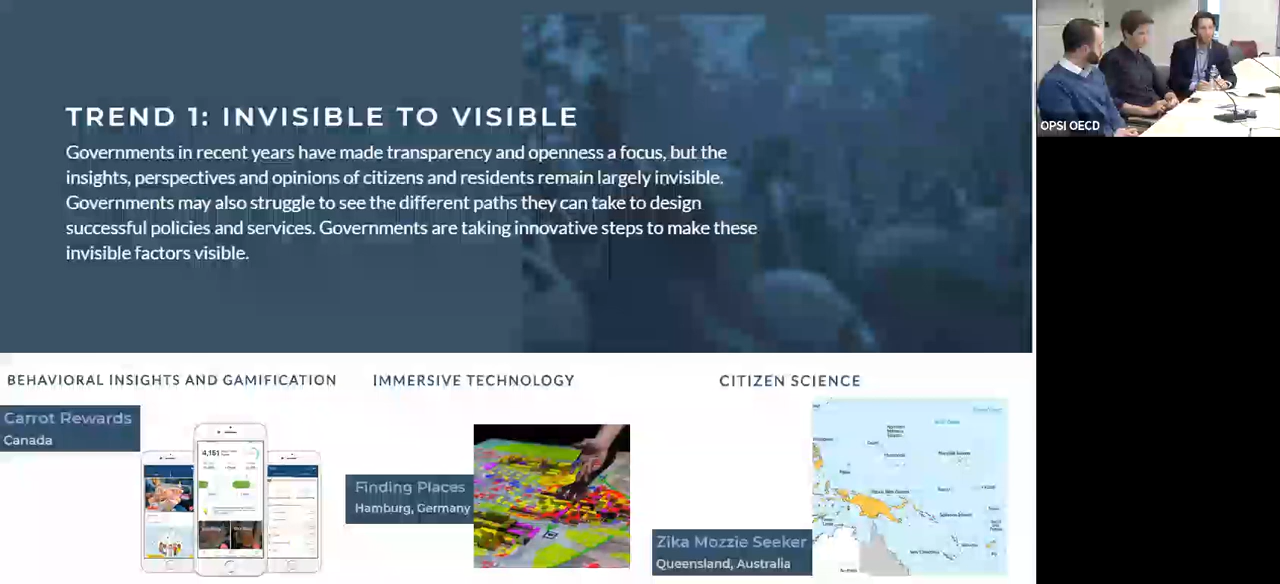 TREND 1: INVISIBLE TO VISIBLE
Governments in recent years have made transparency and openness a focus, but the
insights, perspectives and opinions of citizens and residents remain largely invisible.
Governments may also struggle to see the different paths they can take to design
successful policies and services. Governments are taking innovative steps to make these
invisible factors visible.
OPSI OECD
BEHAVIORAL INSIGHTS AND GAMIFICATION
IMMERSIVE TECHNOLOGY
CITIZEN SCIENCE
Carrot Rewards
Canada
4,151
Finding Places
Hamburg, Germany
Zika Mozzie Seeker
Queensland, Australia